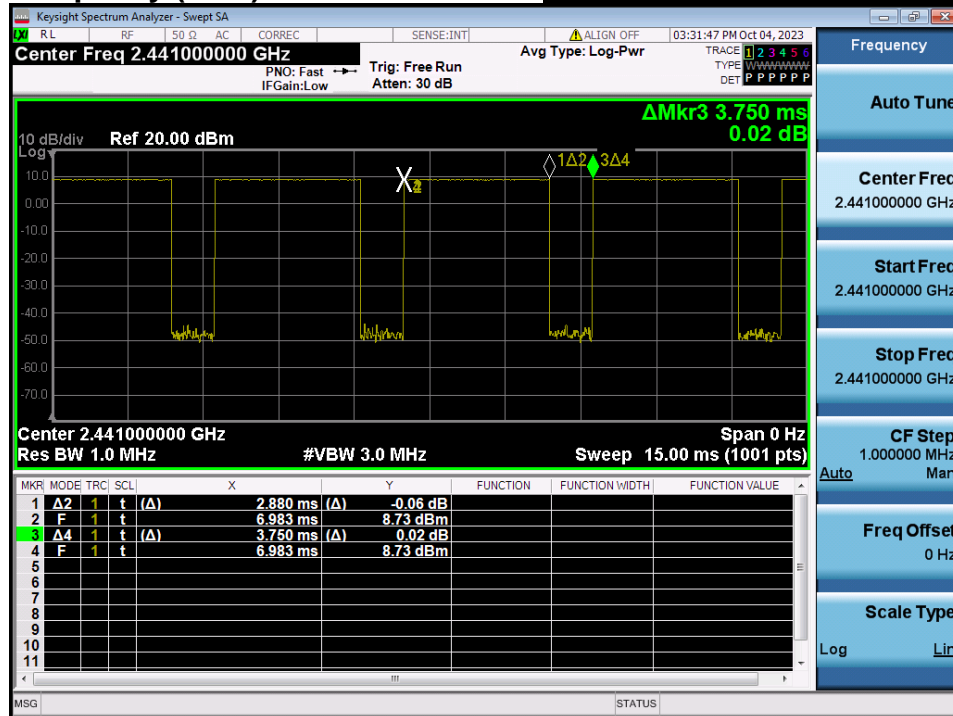 Keysight Spectrum Analyzer - Swept SA
LXI RL RF 50 Ω AC CORREC SENSE:INT ALIGN OFF 03:31:47 PM Oct 04, 2023
Center Freq 2.441000000 GHz Avg Type: Log-Pwr TRACE 1 2 3 4 5 6
PNO: Fast Trig: Free Run TYPE WWWWWW
IFGain:Low Atten: 30 dB DET P P P P P P
ΔMkr3 3.750 ms
0.02 dB
10 dB/div Ref 20.00 dBm
Log
1Δ2 3Δ4
10.0
X
0.00
-10.0
-20.0
-30.0
-40.0
-50.0
-60.0
-70.0
Center 2.441000000 GHz Span 0 Hz
Res BW 1.0 MHz #VBW 3.0 MHz Sweep 15.00 ms (1001 pts)
MKR MODE TRC SCL X Y FUNCTION FUNCTION WIDTH FUNCTION VALUE
1 Δ2 1 t (Δ) 2.880 ms (Δ) -0.06 dB
2 F 1 t 6.983 ms 8.73 dBm
3 Δ4 1 t (Δ) 3.750 ms (Δ) 0.02 dB
4 F 1 t 6.983 ms 8.73 dBm
5
6
7
8
9
10
11
MSG STATUS
Frequency
Auto Tune
Center Freq
2.441000000 GHz
Start Freq
2.441000000 GHz
Stop Freq
2.441000000 GHz
CF Step
1.000000 MHz
Auto Man
Freq Offset
0 Hz
Scale Type
Log Lin